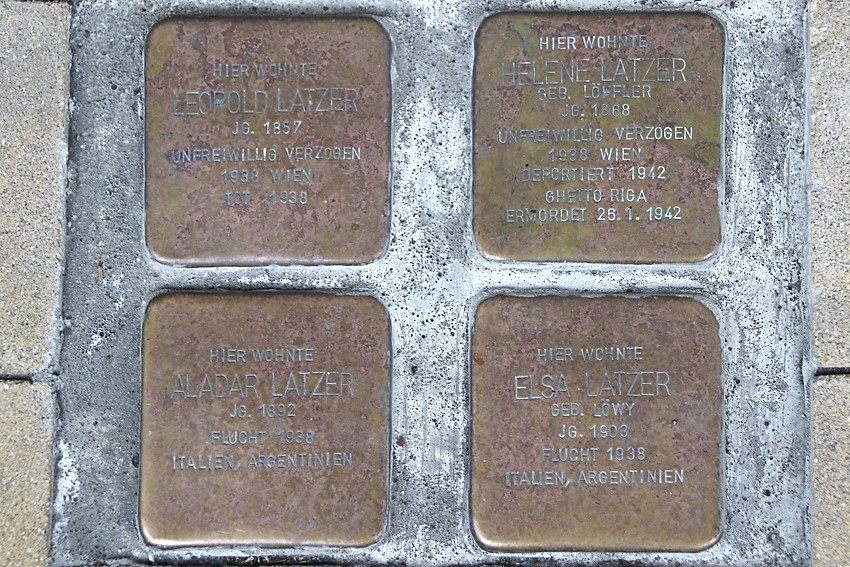 HIER WOHNTE
LEOPOLD LATZER
JG. 1857
UNFREIWILLIG VERZOGEN
1938 WIEN
TOT 1938
HIER WOHNTE
HELENE LATZER
GEB. LÖFFLER
JG. 1868
UNFREIWILLIG VERZOGEN
1938 WIEN
DEPORTIERT 1942
GHETTO RIGA
ERMORDET 26.1.1942
HIER WOHNTE
ALADAR LATZER
JG. 1892
FLUCHT 1938
ITALIEN, ARGENTINIEN
HIER WOHNTE
ELSA LATZER
GEB. LÖWY
JG. 1903
FLUCHT 1938
ITALIEN, ARGENTINIEN